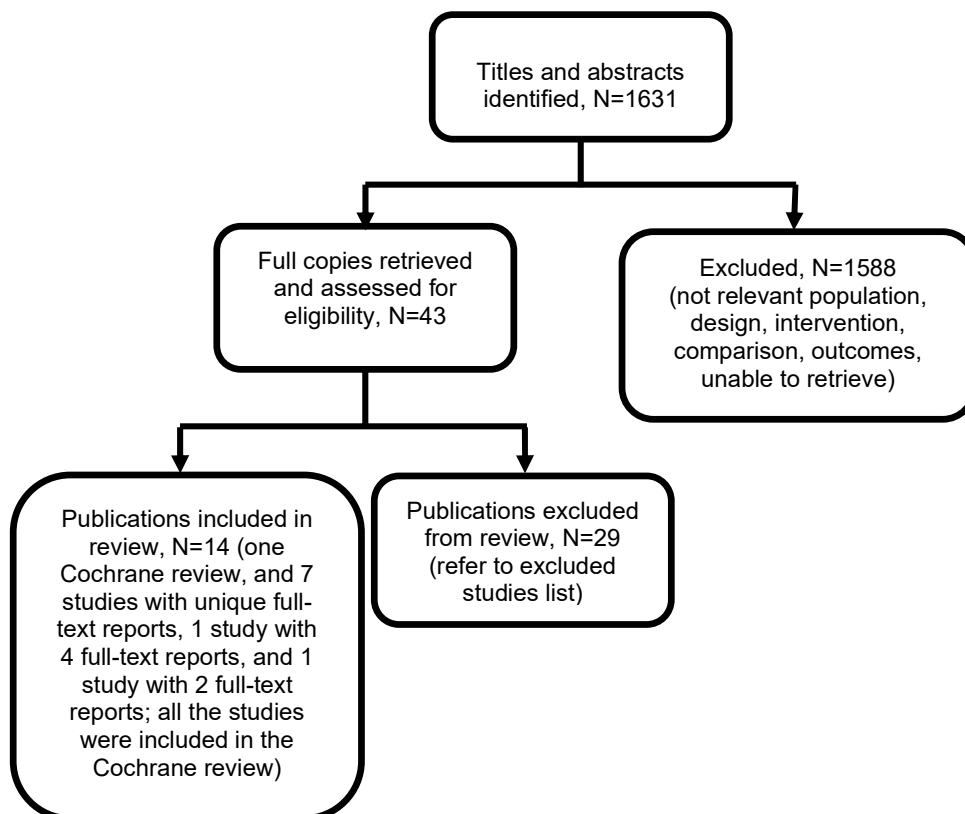 Titles and abstracts
identified, N=1631
Full copies retrieved
and assessed for
eligibility, N=43
Excluded, N=1588
(not relevant population,
design, intervention,
comparison, outcomes,
unable to retrieve)
Publications included in
review, N=14 (one
Cochrane review, and 7
studies with unique full-
text reports, 1 study with
4 full-text reports, and 1
study with 2 full-text
reports; all the studies
were included in the
Cochrane review)
Publications excluded
from review, N=29
(refer to excluded
studies list)